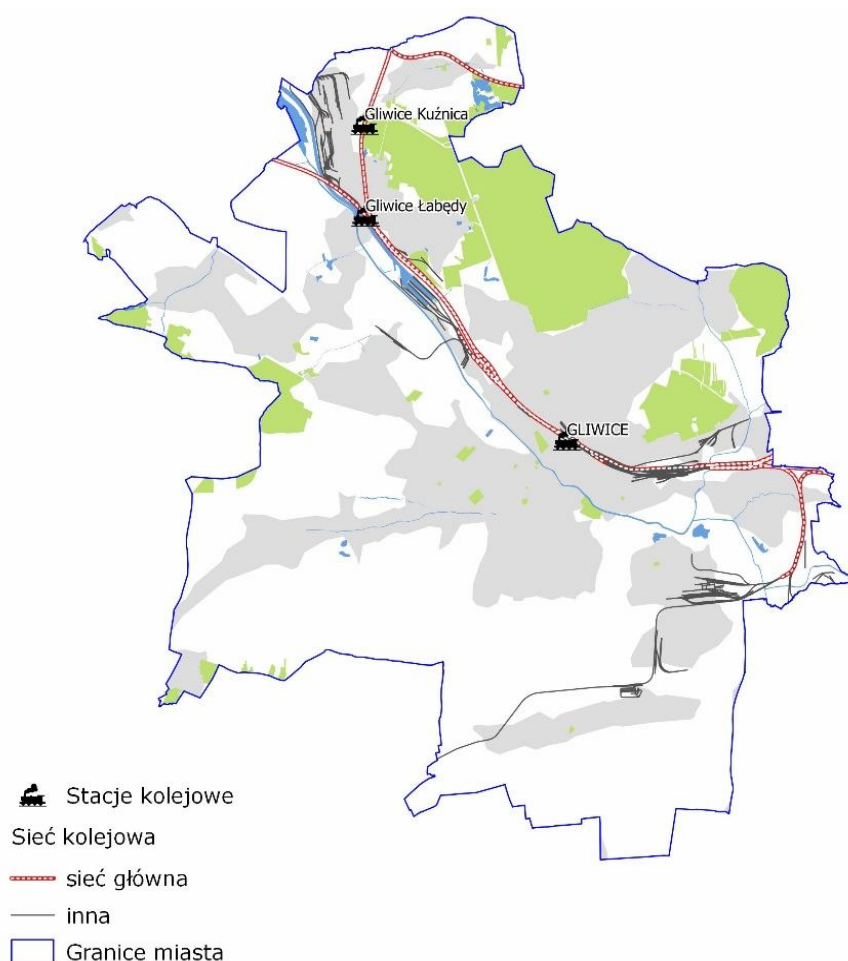 Gliwice Kuźnica
Gliwice Łabędy
GLIWICE
Stacje kolejowe
Sieć kolejowa
sieć główna
inna
Granice miasta